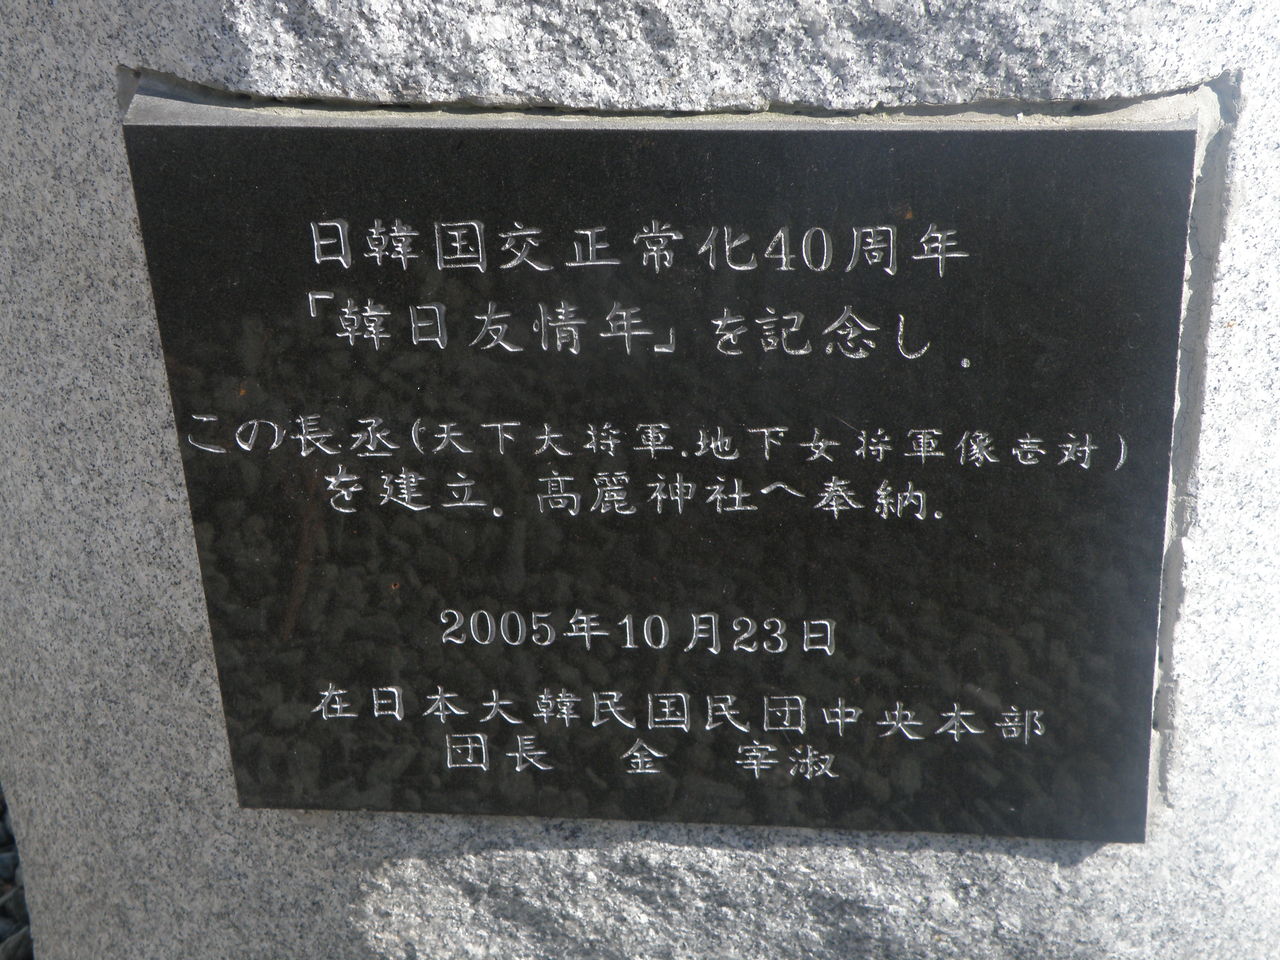 日韓国交正常化40周年
「韓日友情年」を記念し.
この長丞(天下大将軍.地下女将軍像壱対)
を建立.高麗神社へ奉納.
2005年10月23日
在日本大韓民国民団中央本部
団長 金 宰淑